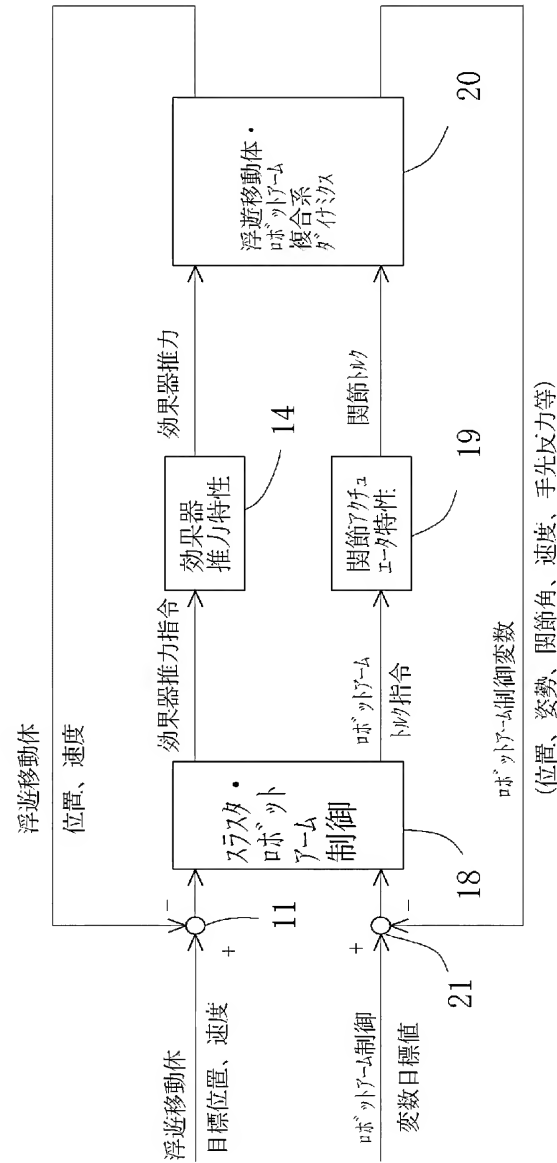 浮遊移動体
位置、速度
浮遊移動体
目標位置、速度
+
-
11
スラスタ・
ロボット
アーム
制御
18
効果器推力指令
効果器
推力特性
14
効果器推力
浮遊移動体・
ロボットアーム
複合系
ダイナミクス
20
ロボットアーム制御
変数目標値
+
-
21
ロボットアーム
トルク指令
関節アクチュ
エータ特性
19
関節トルク
ロボットアーム制御変数
(位置、姿勢、関節角、速度、手先反力等)